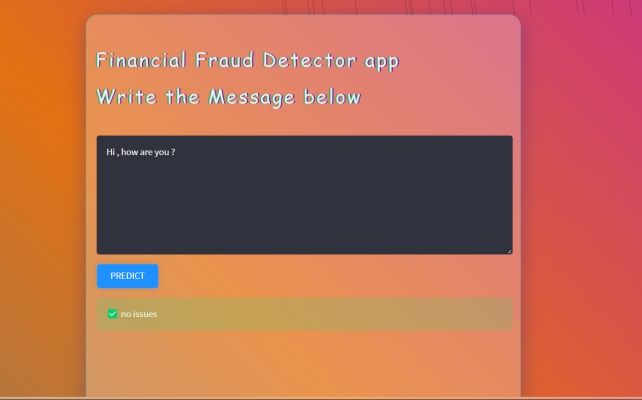 Financial Fraud Detector app
Write the Message below
Hi , how are you ?
PREDICT
no issues